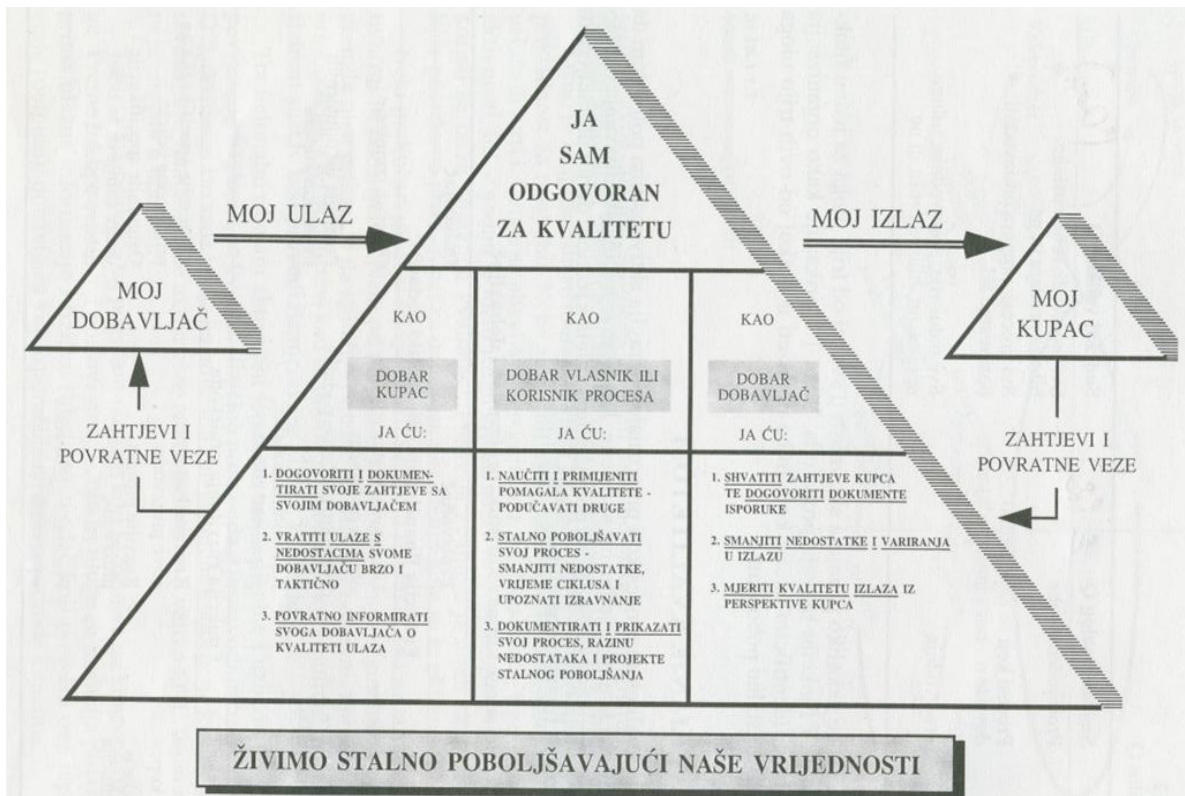 JA
SAM
ODGOVORAN
ZA KVALITETU
MOJ ULAZ
MOJ IZLAZ
MOJ
DOBAVLJAČ
MOJ
KUPAC
ZAHTJEVI I
POVRATNE VEZE
ZAHTJEVI I
POVRATNE VEZE
KAO
DOBAR
KUPAC
JA ĆU:
1. DOGOVORITI I DOKUMEN-
TIRATI SVOJE ZAHTJEVE SA
SVOJIM DOBAVLJAČEM
2. VRATITI ULAZE S
NEDOSTACIMA SVOME
DOBAVLJAČU BRZO I
TAKTIČNO
3. POVRATNO INFORMIRATI
SVOGA DOBAVLJAČA O
KVALITETI ULAZA
KAO
DOBAR VLASNIK ILI
KORISNIK PROCESA
JA ĆU:
1. NAUČITI I PRIMIJENITI
POMAGALA KVALITETE -
PODUČAVATI DRUGE
2. STALNO POBOLJŠAVATI
SVOJ PROCES -
SMANJITI NEDOSTATKE,
VRIJEME CIKLUSA I
UPOZNATI IZRAVNANJE
3. DOKUMENTIRATI I PRIKAZATI
SVOJ PROCES, RAZINU
NEDOSTATAKA I PROJEKTE
STALNOG POBOLJŠANJA
KAO
DOBAR
DOBAVLJAČ
JA ĆU:
1. SHVATITI ZAHTJEVE KUPCA
TE DOGOVORITI DOKUMENTE
ISPORUKE
2. SMANJITI NEDOSTATKE I VARIRANJA
U IZLAZU
3. MJERITI KVALITETU IZLAZA IZ
PERSPEKTIVE KUPCA
ŽIVIMO STALNO POBOLJŠAVAJUĆI NAŠE VRIJEDNOSTI